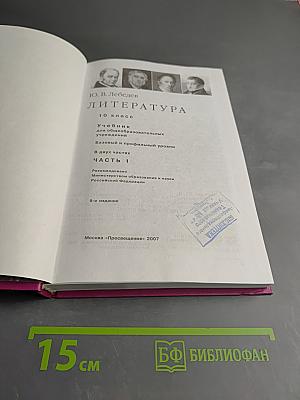 Ю. В. Лебедев
ЛИТЕРАТУРА
10 класс
Учебник
для общеобразовательных
учреждений
Базовый и профильный уровни
В двух частях
ЧАСТЬ 1
Рекомендовано
Министерством образования и науки
Российской Федерации
8-е издание
Москва «Просвещение» 2007
15 см
БФ БИБЛИОФАН